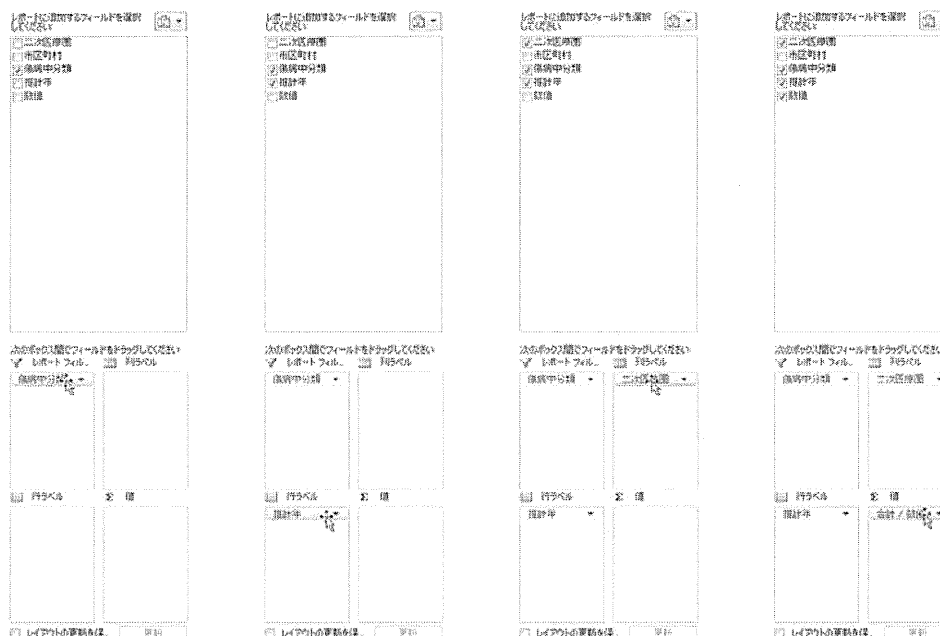 レポートに追加するフィールドを選択
してください
二次医療圏
市区町村
傷病中分類
推計年
数値
次のボックス間でフィールドをドラッグしてください
レポート フィル... 列ラベル
傷病中分類
行ラベル Σ 値
レイアウトの更新を保... 更新
レポートに追加するフィールドを選択
してください
二次医療圏
市区町村
傷病中分類
推計年
数値
次のボックス間でフィールドをドラッグしてください
レポート フィル... 列ラベル
傷病中分類
行ラベル Σ 値
推計年
レイアウトの更新を保... 更新
レポートに追加するフィールドを選択
してください
二次医療圏
市区町村
傷病中分類
推計年
数値
次のボックス間でフィールドをドラッグしてください
レポート フィル... 列ラベル
傷病中分類 二次医療圏
行ラベル Σ 値
推計年
レイアウトの更新を保... 更新
レポートに追加するフィールドを選択
してください
二次医療圏
市区町村
傷病中分類
推計年
数値
次のボックス間でフィールドをドラッグしてください
レポート フィル... 列ラベル
傷病中分類 二次医療圏
行ラベル Σ 値
推計年 合計 / 数値
レイアウトの更新を保... 更新